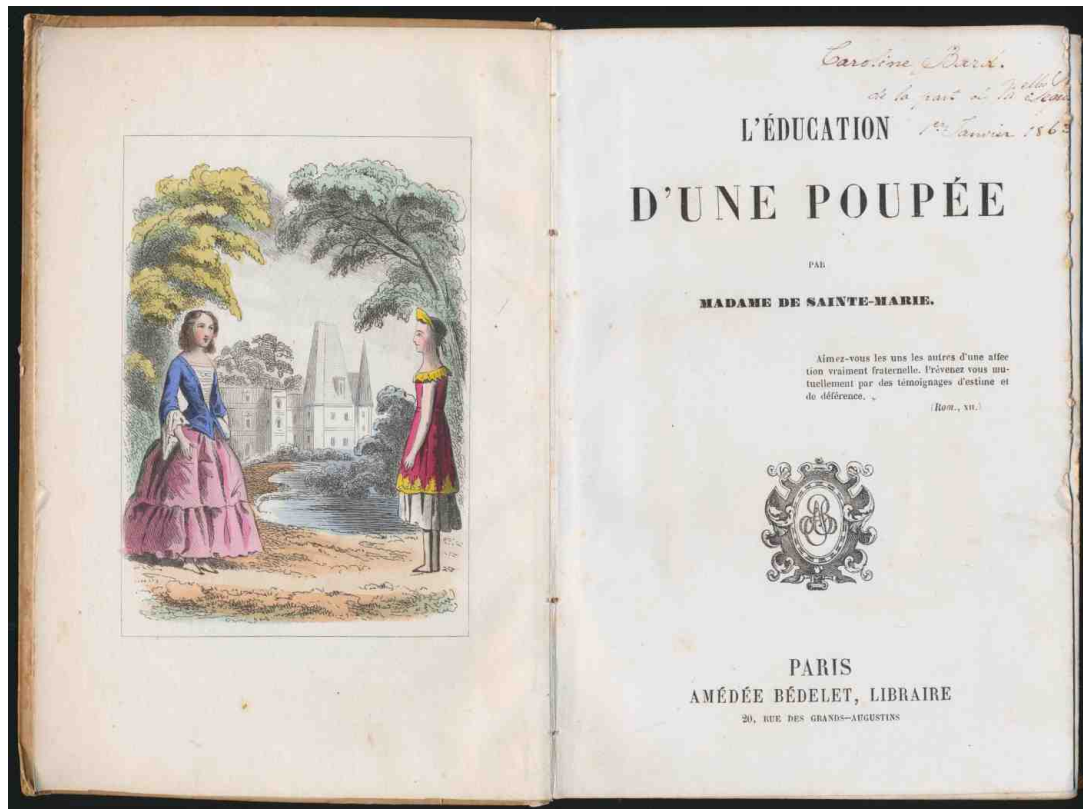 Caroline Bard.
de la part de la
1er Janvier 1863
L'ÉDUCATION
D'UNE POUPÉE
PAR
MADAME DE SAINTE-MARIE.
Aimez-vous les uns les autres d'une affec
tion vraiment fraternelle. Prévenez vous mu-
tuellement par des témoignages d'estime et
de déférence.
(Rom., XII.)
PARIS
AMÉDÉE BÉDELET, LIBRAIRE
20, RUE DES GRANDS-AUGUSTINS